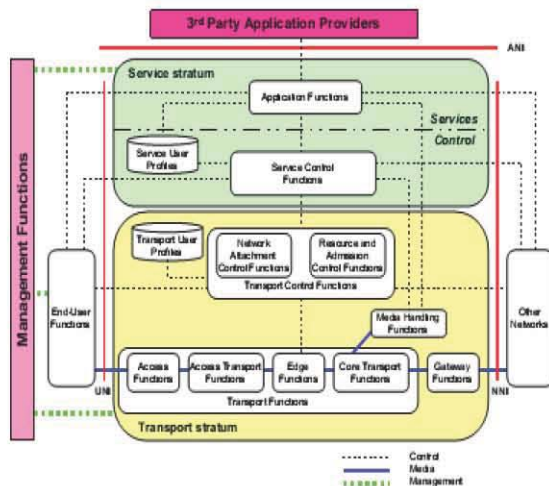 3rd Party Application Providers
ANI
Service stratum
Application Functions
Services
Control
Service User
Profiles
Service Control
Functions
Management Functions
Transport User
Profiles
Network
Attachment
Control Functions
Resource and
Admission
Control Functions
Transport Control Functions
End-User
Functions
Media Handling
Functions
Other
Networks
Access
Functions
Access Transport
Functions
Edge
Functions
Core Transport
Functions
Gateway
Functions
UNI
NNI
Transport Functions
Transport stratum
Control
Media
Management